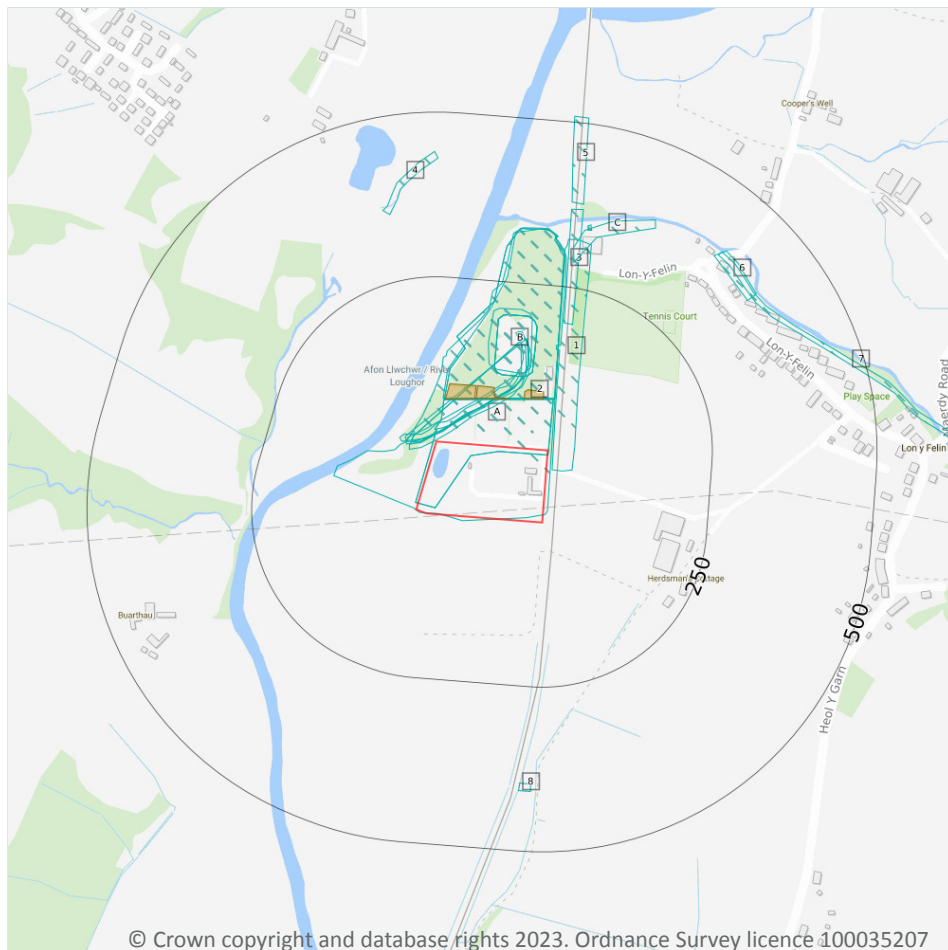 Cooper's Well
5
4
C
3
Lon-Y-Felin
6
Tennis Court
B
1
Lon-Y-Felin
7
Afon Llwchwr / River
Loughor
2
Play Space
A
Maerdy Road
Lon y Felin
250
Herdsman's Cottage
Buarthau
500
Heol Y Garn
8
© Crown copyright and database rights 2023. Ordnance Survey licence 100035207